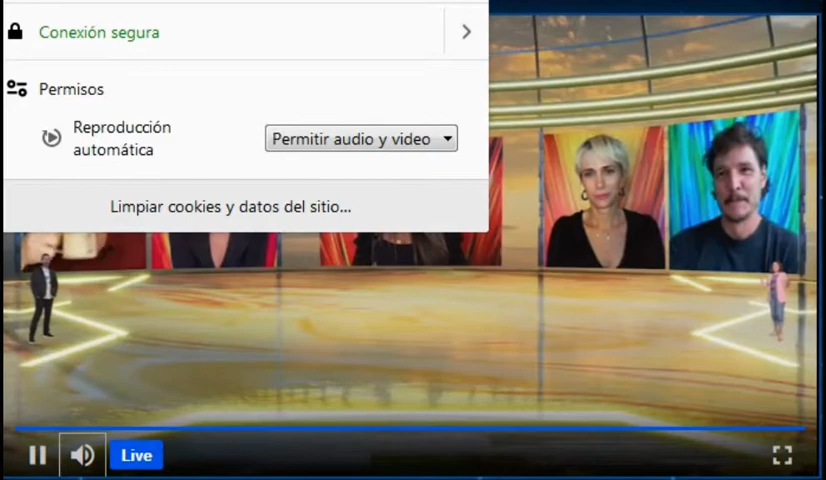 Conexión segura
Permisos
Reproducción
automática
Permitir audio y video
Limpiar cookies y datos del sitio...
Live